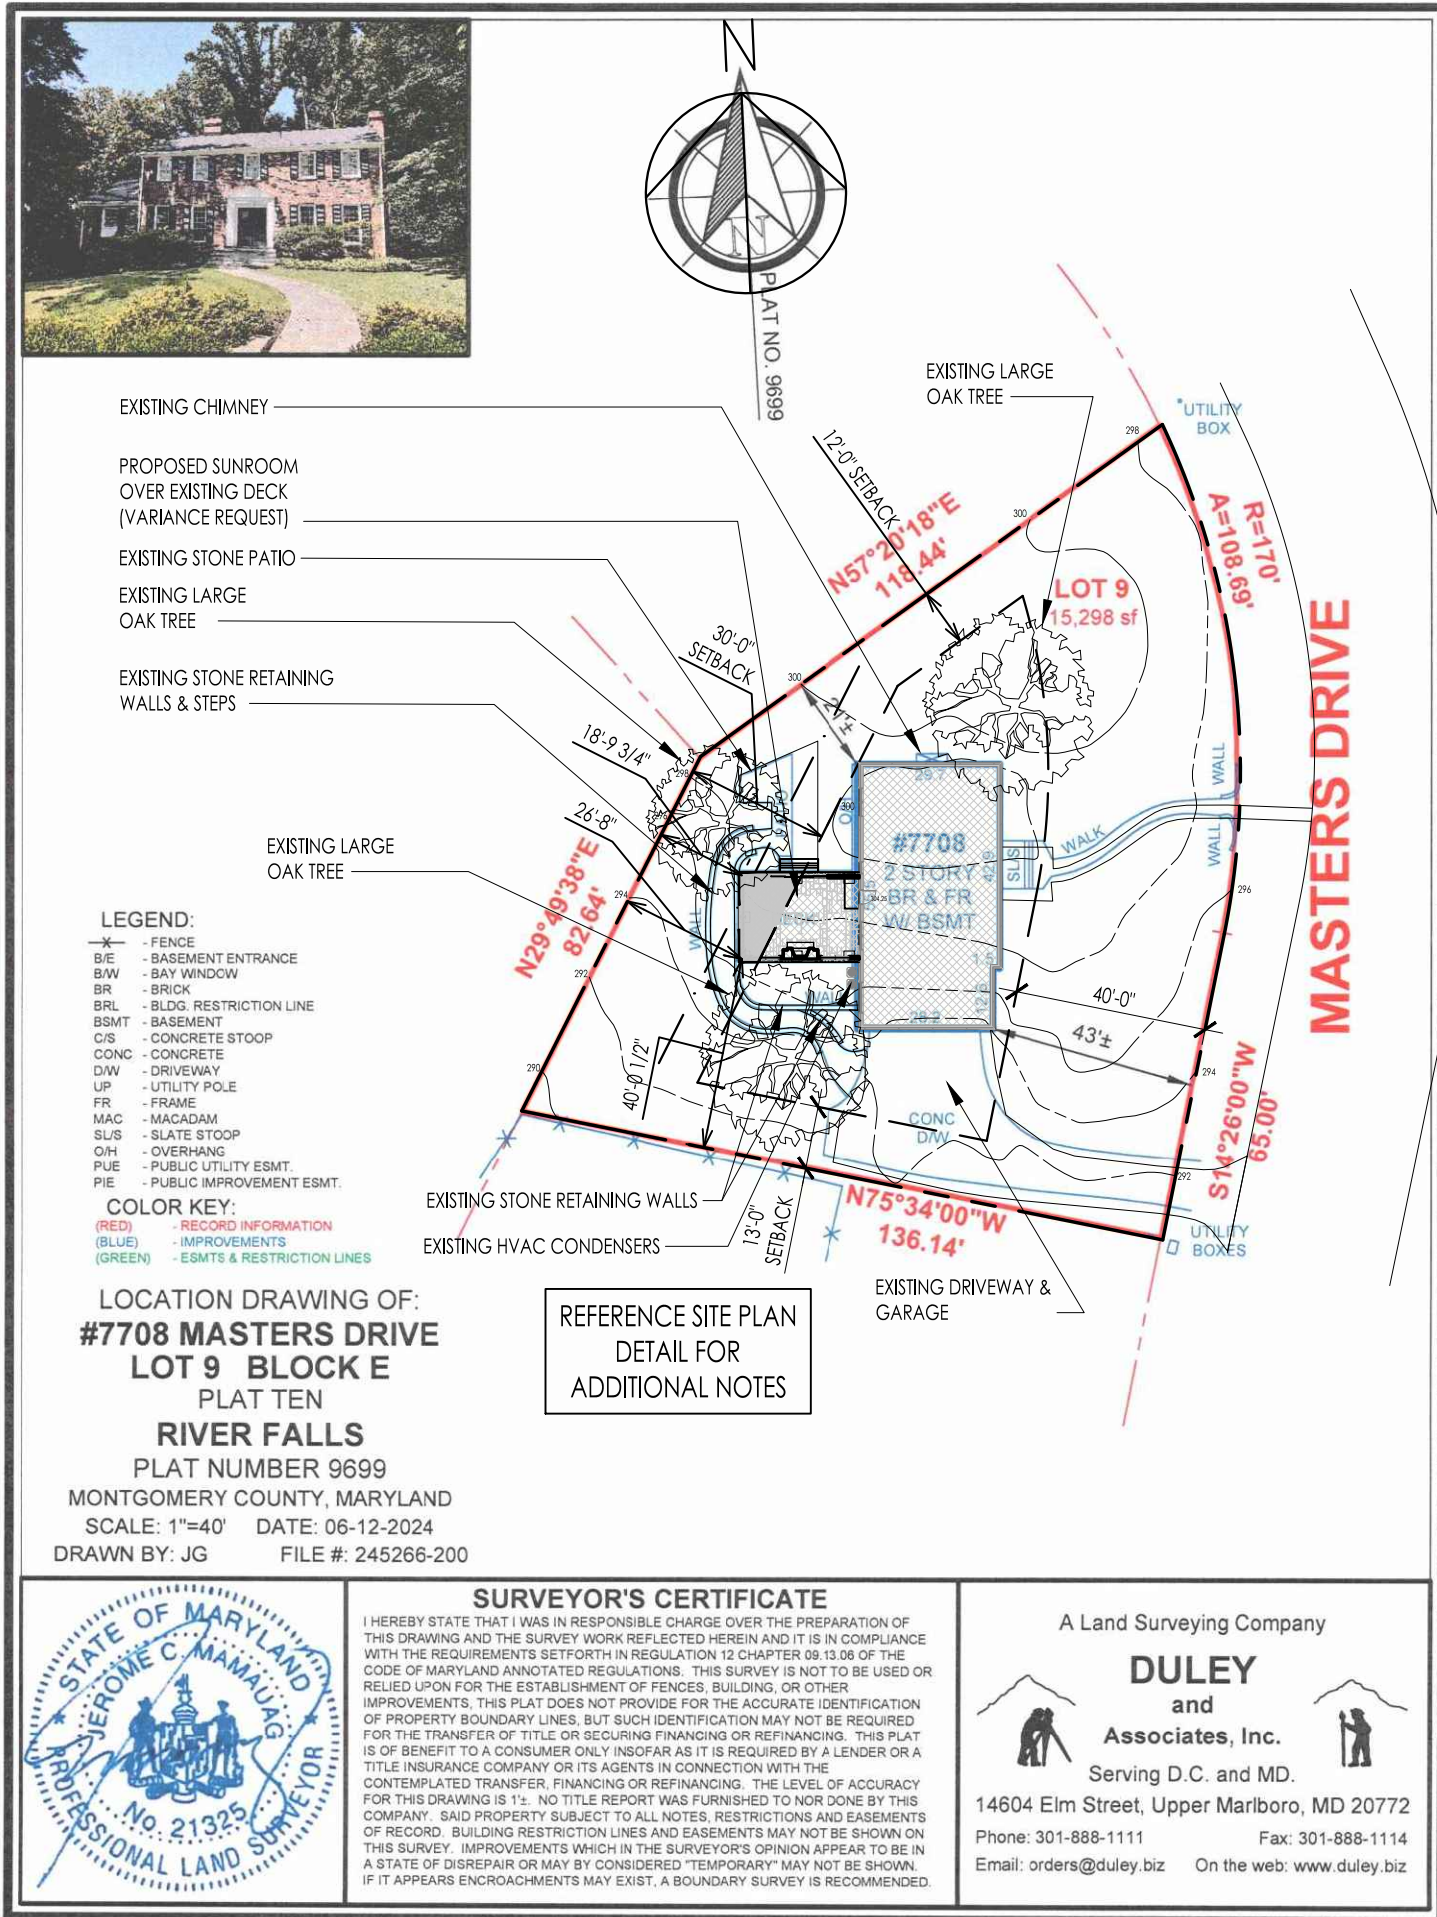 N
N
PLAT NO. 9699
EXISTING CHIMNEY
EXISTING LARGE
OAK TREE
UTILITY
BOX
PROPOSED SUNROOM
OVER EXISTING DECK
(VARIANCE REQUEST)
EXISTING STONE PATIO
EXISTING LARGE
OAK TREE
EXISTING STONE RETAINING
WALLS & STEPS
EXISTING LARGE
OAK TREE
12'-0" SETBACK
298
300
N57°20'18"E
118.44'
R=170'
A=108.69'
LOT 9
15,298 sf
MASTERS DRIVE
30'-0"
SETBACK
300
21'±
18'-9 3/4"
298
26'-8"
296
300
29.7
O/H
#7708
2 STORY
BR & FR
W/ BSMT
42.9
SL/S
WALK
WALL
WALL
296
N29°49'38"E
82.64'
294
292
290
WALL
1.5
12.6
28.2
40'-0"
43'±
294
40'-0 1/2"
CONC
D/W
S14°26'00"W
65.00'
292
N75°34'00"W
136.14'
UTILITY
BOXES
EXISTING STONE RETAINING WALLS
EXISTING HVAC CONDENSERS
13'-0"
SETBACK
EXISTING DRIVEWAY &
GARAGE
LEGEND:
X - FENCE
B/E - BASEMENT ENTRANCE
B/W - BAY WINDOW
BR - BRICK
BRL - BLDG. RESTRICTION LINE
BSMT - BASEMENT
C/S - CONCRETE STOOP
CONC - CONCRETE
D/W - DRIVEWAY
UP - UTILITY POLE
FR - FRAME
MAC - MACADAM
SL/S - SLATE STOOP
O/H - OVERHANG
PUE - PUBLIC UTILITY ESMT.
PIE - PUBLIC IMPROVEMENT ESMT.
COLOR KEY:
(RED) - RECORD INFORMATION
(BLUE) - IMPROVEMENTS
(GREEN) - ESMTS & RESTRICTION LINES
REFERENCE SITE PLAN
DETAIL FOR
ADDITIONAL NOTES
LOCATION DRAWING OF:
#7708 MASTERS DRIVE
LOT 9 BLOCK E
PLAT TEN
RIVER FALLS
PLAT NUMBER 9699
MONTGOMERY COUNTY, MARYLAND
SCALE: 1"=40' DATE: 06-12-2024
DRAWN BY: JG FILE #: 245266-200
STATE OF MARYLAND
JEROME C. MAMAUAG
No. 21325
PROFESSIONAL LAND SURVEYOR
SURVEYOR'S CERTIFICATE
I HEREBY STATE THAT I WAS IN RESPONSIBLE CHARGE OVER THE PREPARATION OF
THIS DRAWING AND THE SURVEY WORK REFLECTED HEREIN AND IT IS IN COMPLIANCE
WITH THE REQUIREMENTS SETFORTH IN REGULATION 12 CHAPTER 09.13.06 OF THE
CODE OF MARYLAND ANNOTATED REGULATIONS. THIS SURVEY IS NOT TO BE USED OR
RELIED UPON FOR THE ESTABLISHMENT OF FENCES, BUILDING, OR OTHER
IMPROVEMENTS. THIS PLAT DOES NOT PROVIDE FOR THE ACCURATE IDENTIFICATION
OF PROPERTY BOUNDARY LINES, BUT SUCH IDENTIFICATION MAY NOT BE REQUIRED
FOR THE TRANSFER OF TITLE OR SECURING FINANCING OR REFINANCING. THIS PLAT
IS OF BENEFIT TO A CONSUMER ONLY INSOFAR AS IT IS REQUIRED BY A LENDER OR A
TITLE INSURANCE COMPANY OR ITS AGENTS IN CONNECTION WITH THE
CONTEMPLATED TRANSFER, FINANCING OR REFINANCING. THE LEVEL OF ACCURACY
FOR THIS DRAWING IS 1'±. NO TITLE REPORT WAS FURNISHED TO NOR DONE BY THIS
COMPANY. SAID PROPERTY SUBJECT TO ALL NOTES, RESTRICTIONS AND EASEMENTS
OF RECORD. BUILDING RESTRICTION LINES AND EASEMENTS MAY NOT BE SHOWN ON
THIS SURVEY. IMPROVEMENTS WHICH IN THE SURVEYOR'S OPINION APPEAR TO BE IN
A STATE OF DISREPAIR OR MAY BY CONSIDERED "TEMPORARY" MAY NOT BE SHOWN.
IF IT APPEARS ENCROACHMENTS MAY EXIST, A BOUNDARY SURVEY IS RECOMMENDED.
A Land Surveying Company
DULEY
and
Associates, Inc.
Serving D.C. and MD.
14604 Elm Street, Upper Marlboro, MD 20772
Phone: 301-888-1111 Fax: 301-888-1114
Email: orders@duley.biz On the web: www.duley.biz